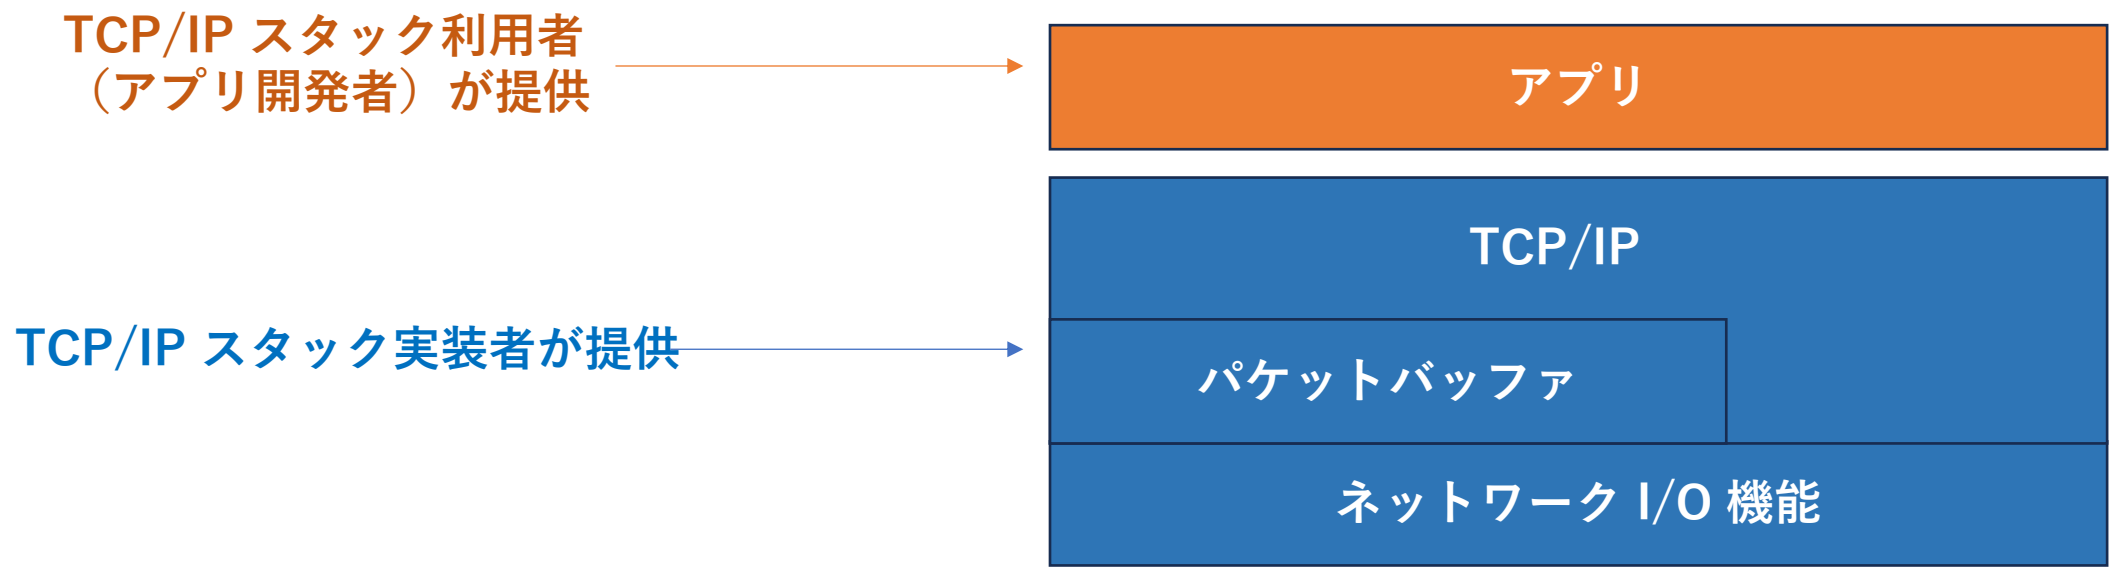 TCP/IP スタック利用者
（アプリ開発者）が提供
アプリ
TCP/IP
TCP/IP スタック実装者が提供
パケットバッファ
ネットワーク I/O 機能